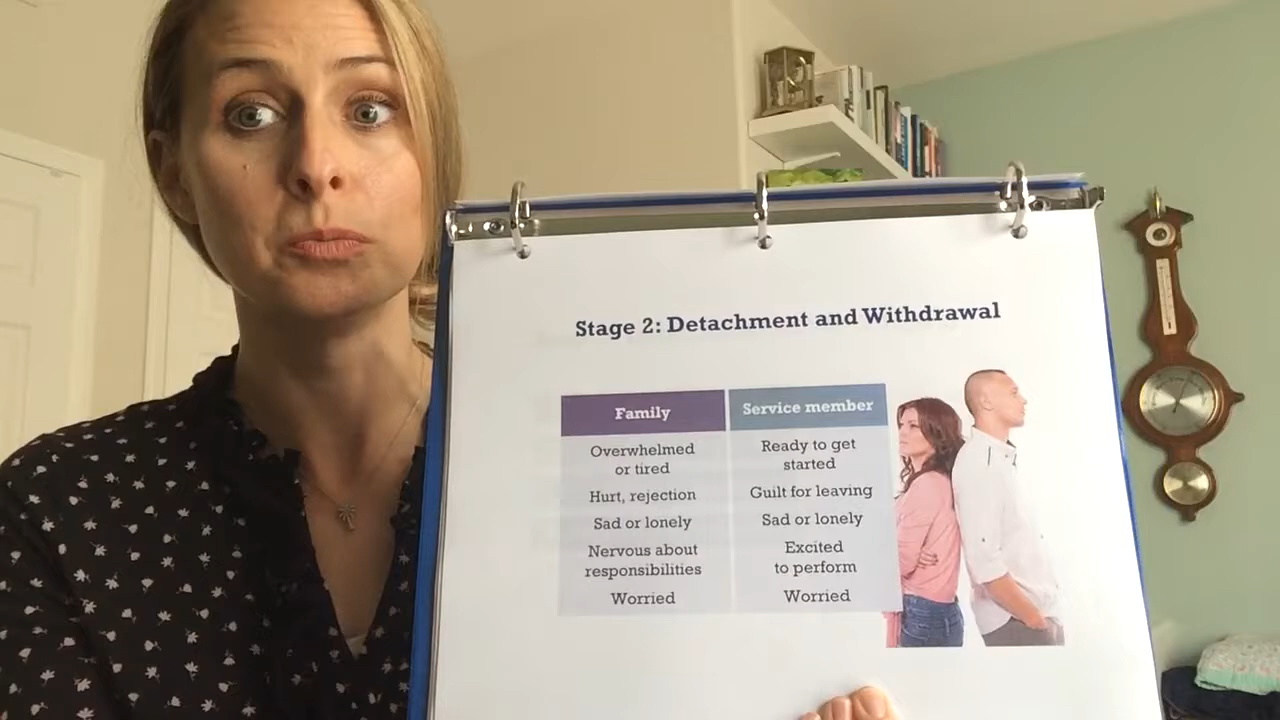 Stage 2: Detachment and Withdrawal
Family
Service member
Overwhelmed
or tired
Ready to get
started
Hurt, rejection
Guilt for leaving
Sad or lonely
Sad or lonely
Nervous about
responsibilities
Excited
to perform
Worried
Worried